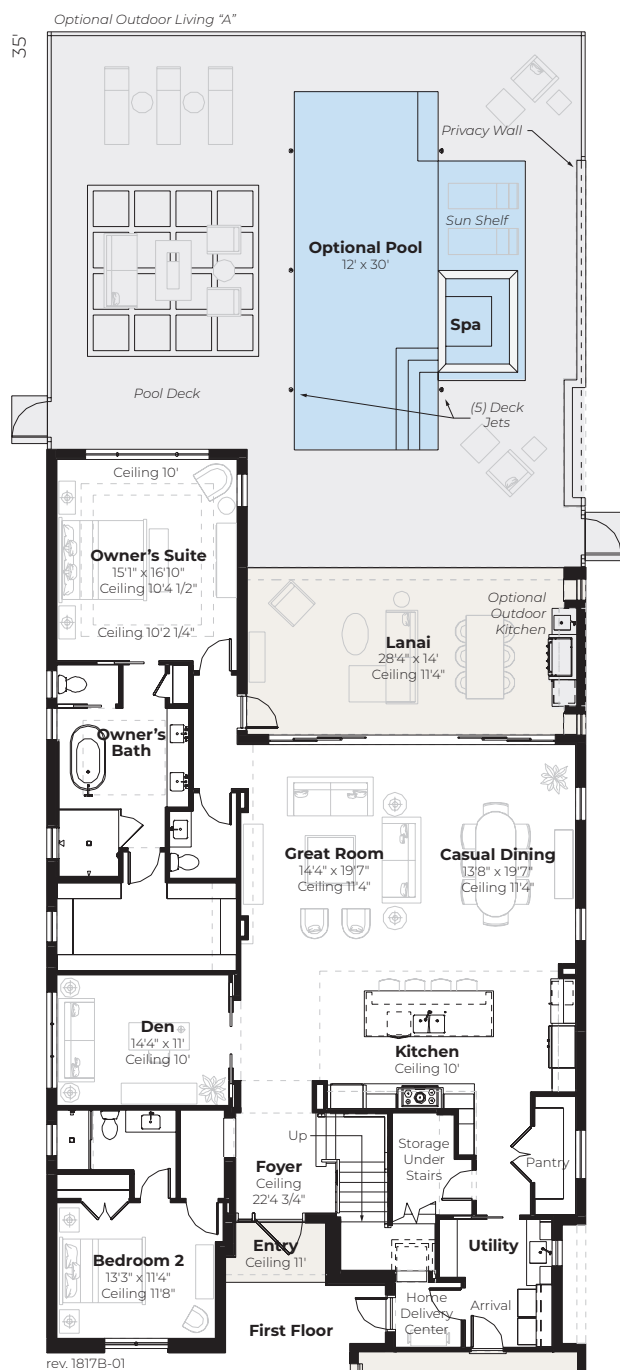 Optional Outdoor Living “A”
35'
Privacy Wall
Sun Shelf
Optional Pool
12' x 30'
Spa
Pool Deck
(5) Deck
Jets
Ceiling 10'
Owner’s Suite
15'1" x 16'10"
Ceiling 10'4 1/2"
Ceiling 10'2 1/4"
Optional
Outdoor
Kitchen
Lanai
28'4" x 14'
Ceiling 11'4"
Owner’s
Bath
Great Room
14'4" x 19'7"
Ceiling 11'4"
Casual Dining
13'8" x 19'7"
Ceiling 11'4"
Den
14'4" x 11'
Ceiling 10'
Kitchen
Ceiling 10'
Up
Storage
Under
Stairs
Pantry
Foyer
Ceiling
22'4 3/4"
Entry
Ceiling 11'
Utility
Bedroom 2
13'3" x 11'4"
Ceiling 11'8"
Home
Delivery
Center
Arrival
First Floor
rev. 1817B-01